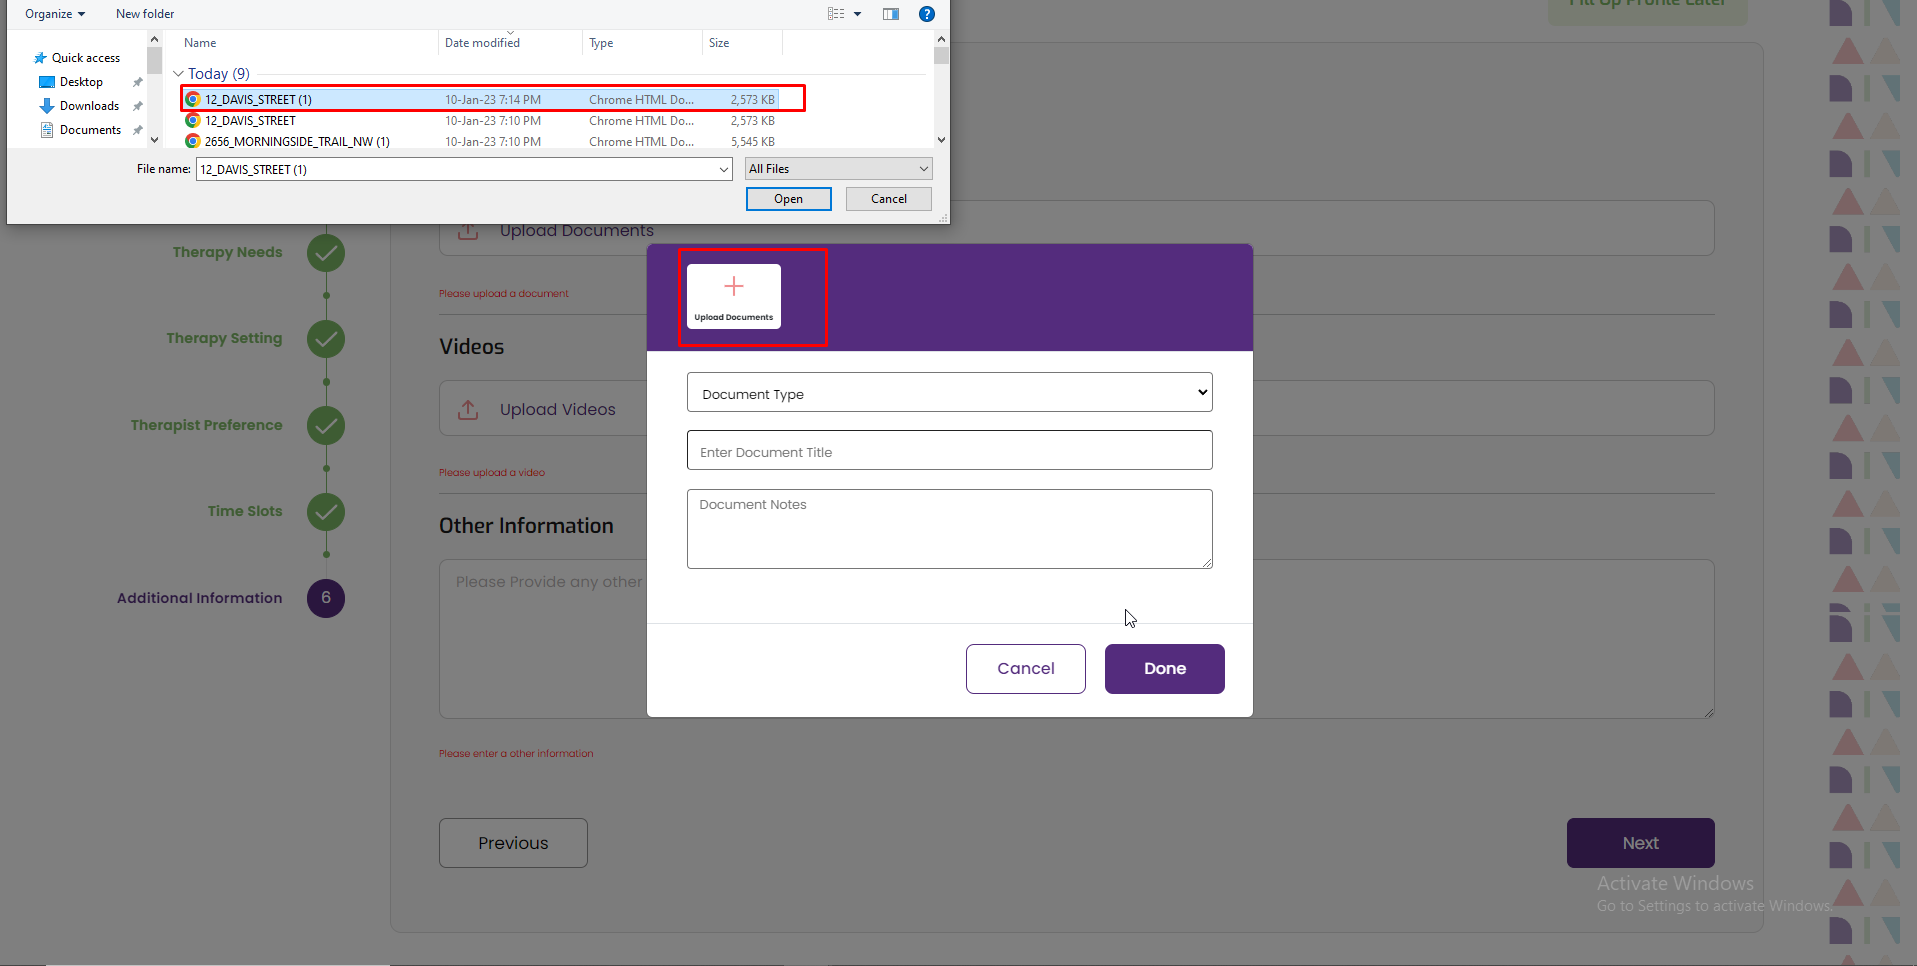 Organize
New folder
Fill Up Profile Later
Name
Date modified
Type
Size
Quick access
Today (9)
Desktop
12_DAVIS_STREET (1)
10-Jan-23 7:14 PM
Chrome HTML Do...
2,573 KB
Downloads
12_DAVIS_STREET
10-Jan-23 7:10 PM
Chrome HTML Do...
2,573 KB
Documents
2656_MORNINGSIDE_TRAIL_NW (1)
10-Jan-23 7:10 PM
Chrome HTML Do...
5,545 KB
File name:
12_DAVIS_STREET (1)
All Files
Open
Cancel
Upload Documents
Therapy Needs
Please upload a document
Upload Documents
Therapy Setting
Videos
Document Type
Upload Videos
Therapist Preference
Enter Document Title
Please upload a video
Document Notes
Time Slots
Other Information
Please Provide any other
Additional Information
6
Cancel
Done
Please enter a other information
Previous
Next
Activate Windows
Go to Settings to activate Windows.